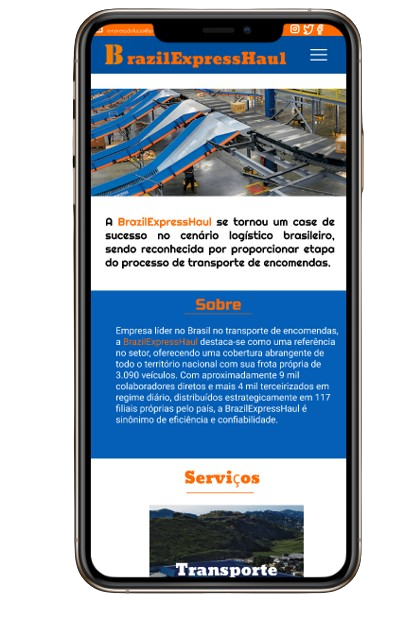 BrazilExpressHaul
A BrazilExpressHaul se tornou um case de
sucesso no cenário logístico brasileiro,
sendo reconhecida por proporcionar etapa
do processo de transporte de encomendas.
Sobre
Empresa líder no Brasil no transporte de encomendas,
a BrazilExpressHaul destaca-se como uma referência
no setor, oferecendo uma cobertura abrangente de
todo o território nacional com sua frota própria de
3.090 veículos. Com aproximadamente 9 mil
colaboradores diretos e mais 4 mil terceirizados em
regime diário, distribuídos estrategicamente em 117
filiais próprias pelo país, a BrazilExpressHaul é
sinônimo de eficiência e confiabilidade.
Serviços
Transporte